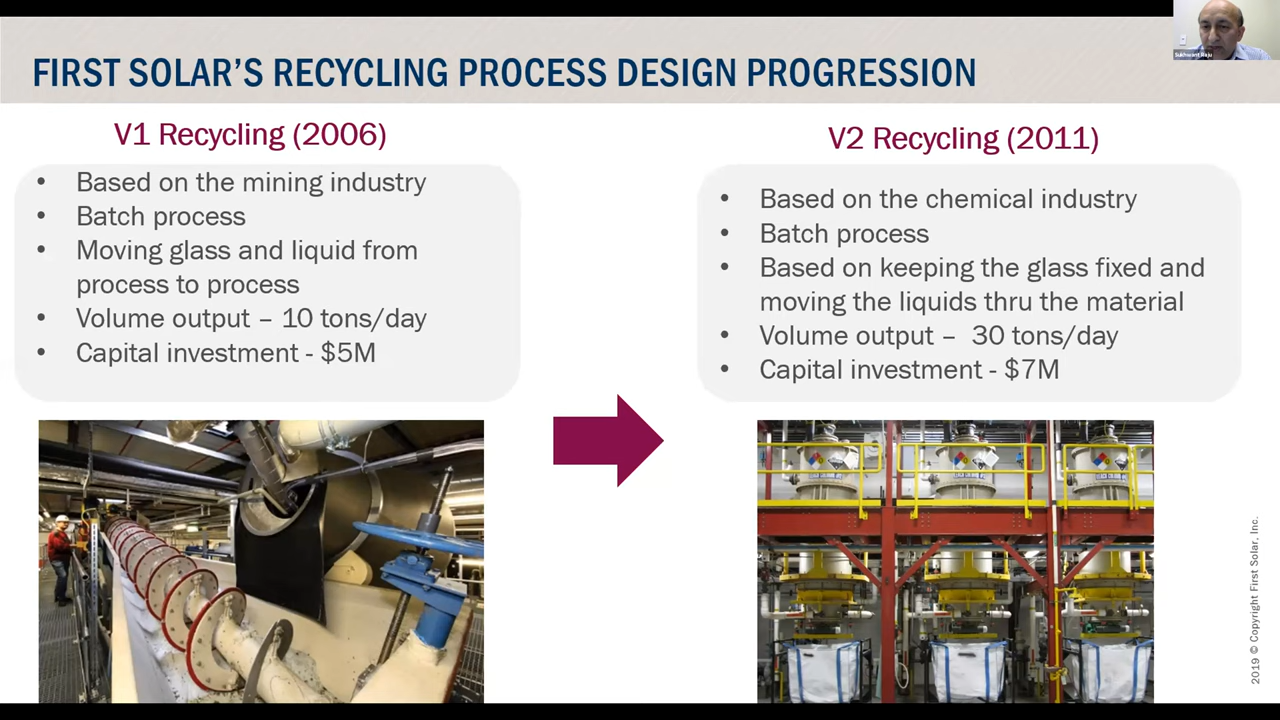 FIRST SOLAR'S RECYCLING PROCESS DESIGN PROGRESSION
Sukhwant Raju
V1 Recycling (2006)
• Based on the mining industry
• Batch process
• Moving glass and liquid from
process to process
• Volume output – 10 tons/day
• Capital investment - $5M
V2 Recycling (2011)
• Based on the chemical industry
• Batch process
• Based on keeping the glass fixed and
moving the liquids thru the material
• Volume output – 30 tons/day
• Capital investment - $7M
2019 © Copyright First Solar, Inc.